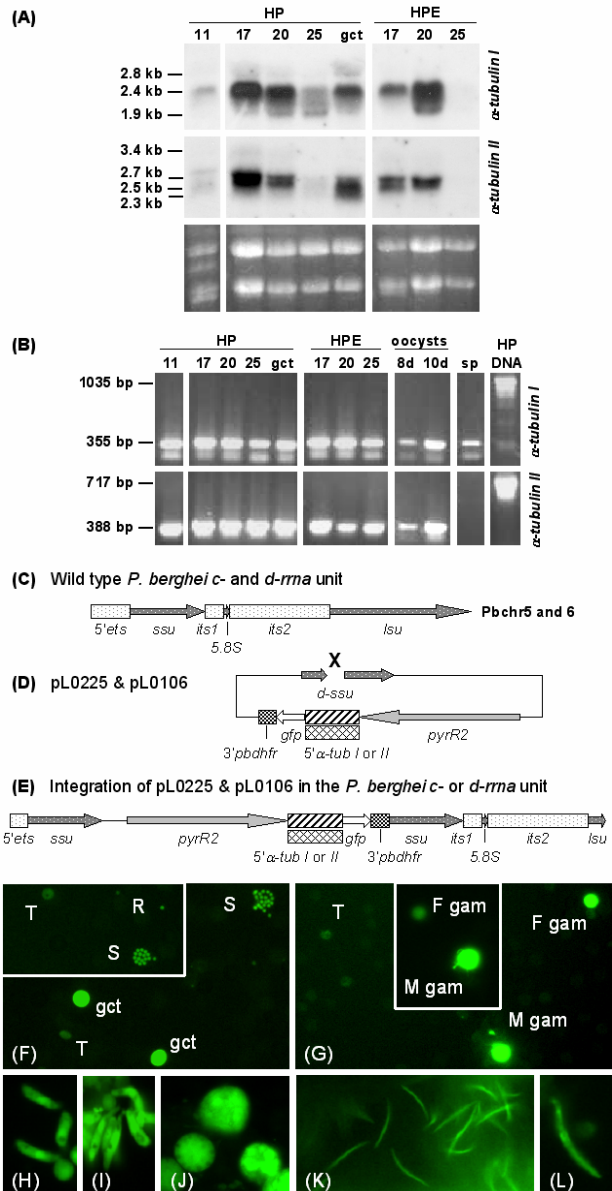 (A)
HP
HPE
11 17 20 25 gct 17 20 25
2.8 kb
2.4 kb
1.9 kb
α-tubulin I
3.4 kb
2.7 kb
2.5 kb
2.3 kb
α-tubulin II
(B)
HP
HPE
oocysts
HP
11 17 20 25 gct 17 20 25 8d 10d sp DNA
1035 bp
355 bp
α-tubulin I
717 bp
388 bp
α-tubulin II
(C) Wild type P. berghei c- and d-rrna unit
Pbchr5 and 6
5'ets ssu its1 its2 lsu
5.8S
(D) pL0225 & pL0106
X
d-ssu
gfp pyrR2
3'pbdhfr 5'α-tub I or II
(E) Integration of pL0225 & pL0106 in the P. berghei c- or d-rrna unit
5'ets ssu pyrR2 gfp ssu its1 its2 lsu
5'α-tub I or II 3'pbdhfr 5.8S
T R S
S
gct
T gct
(F)
T F gam F gam
M gam
M gam
(G)
(H) (I) (J) (K) (L)